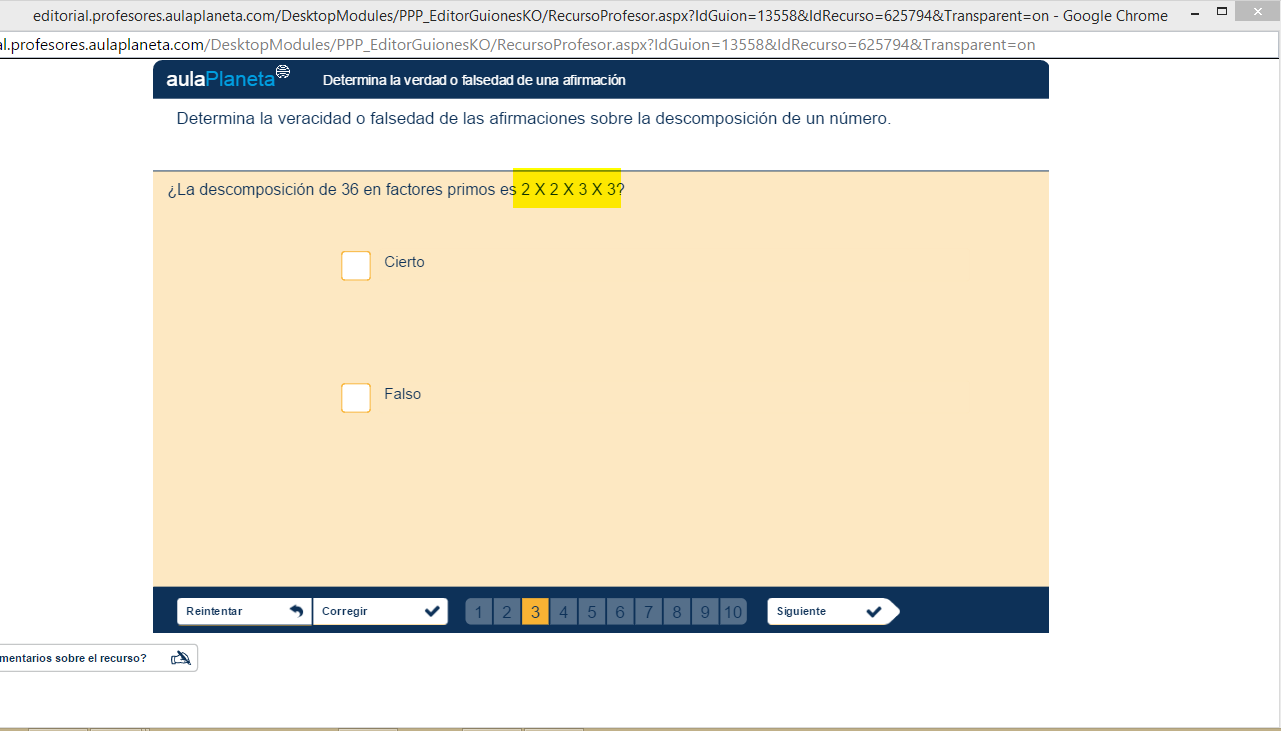 editorial.profesores.aulaplaneta.com/DesktopModules/PPP_EditorGuionesKO/RecursoProfesor.aspx?IdGuion=13558&IdRecurso=625794&Transparent=on - Google Chrome
al.profesores.aulaplaneta.com/DesktopModules/PPP_EditorGuionesKO/RecursoProfesor.aspx?IdGuion=13558&IdRecurso=625794&Transparent=on
aulaPlaneta Determina la verdad o falsedad de una afirmación
Determina la veracidad o falsedad de las afirmaciones sobre la descomposición de un número.
¿La descomposición de 36 en factores primos es 2 X 2 X 3 X 3?
Cierto
Falso
Reintentar Corregir 1 2 3 4 5 6 7 8 9 10 Siguiente
mentarios sobre el recurso?